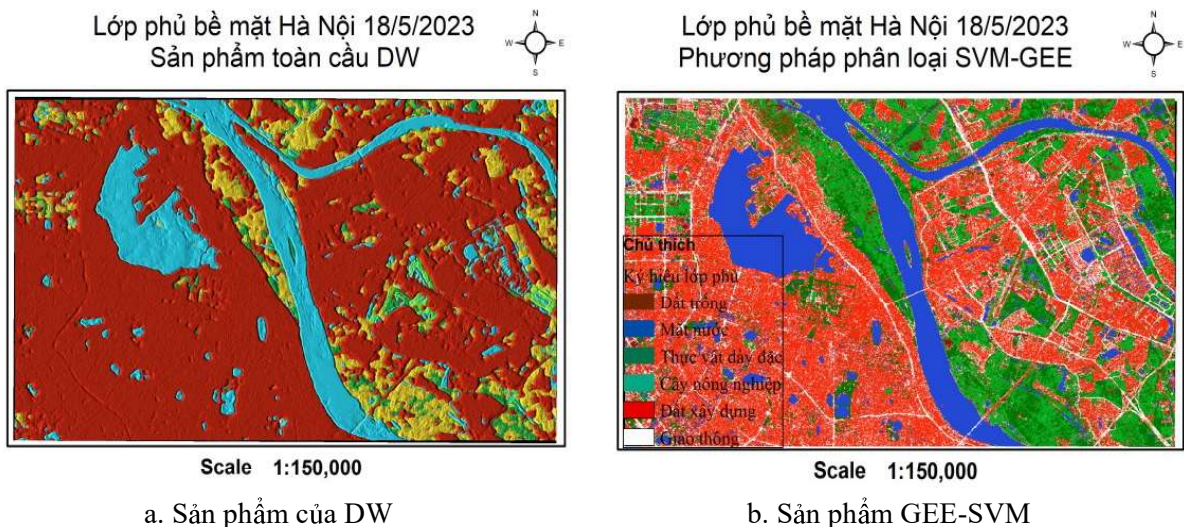 Lớp phủ bề mặt Hà Nội 18/5/2023
Sản phẩm toàn cầu DW
N
W
E
S
Scale 1:150,000
a. Sản phẩm của DW
Lớp phủ bề mặt Hà Nội 18/5/2023
Phương pháp phân loại SVM-GEE
N
W
E
S
Chú thích
Ký hiệu lớp phủ
Đất trống
Mặt nước
Thực vật dày đặc
Cây nông nghiệp
Đất xây dựng
Giao thông
Scale 1:150,000
b. Sản phẩm GEE-SVM